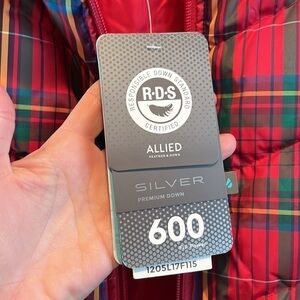 RESPONSIBLE DOWN STANDARD
R·D·S
CERTIFIED
ALLIED
FEATHER & DOWN
SILVER
PREMIUM DOWN
600
1205L17F115